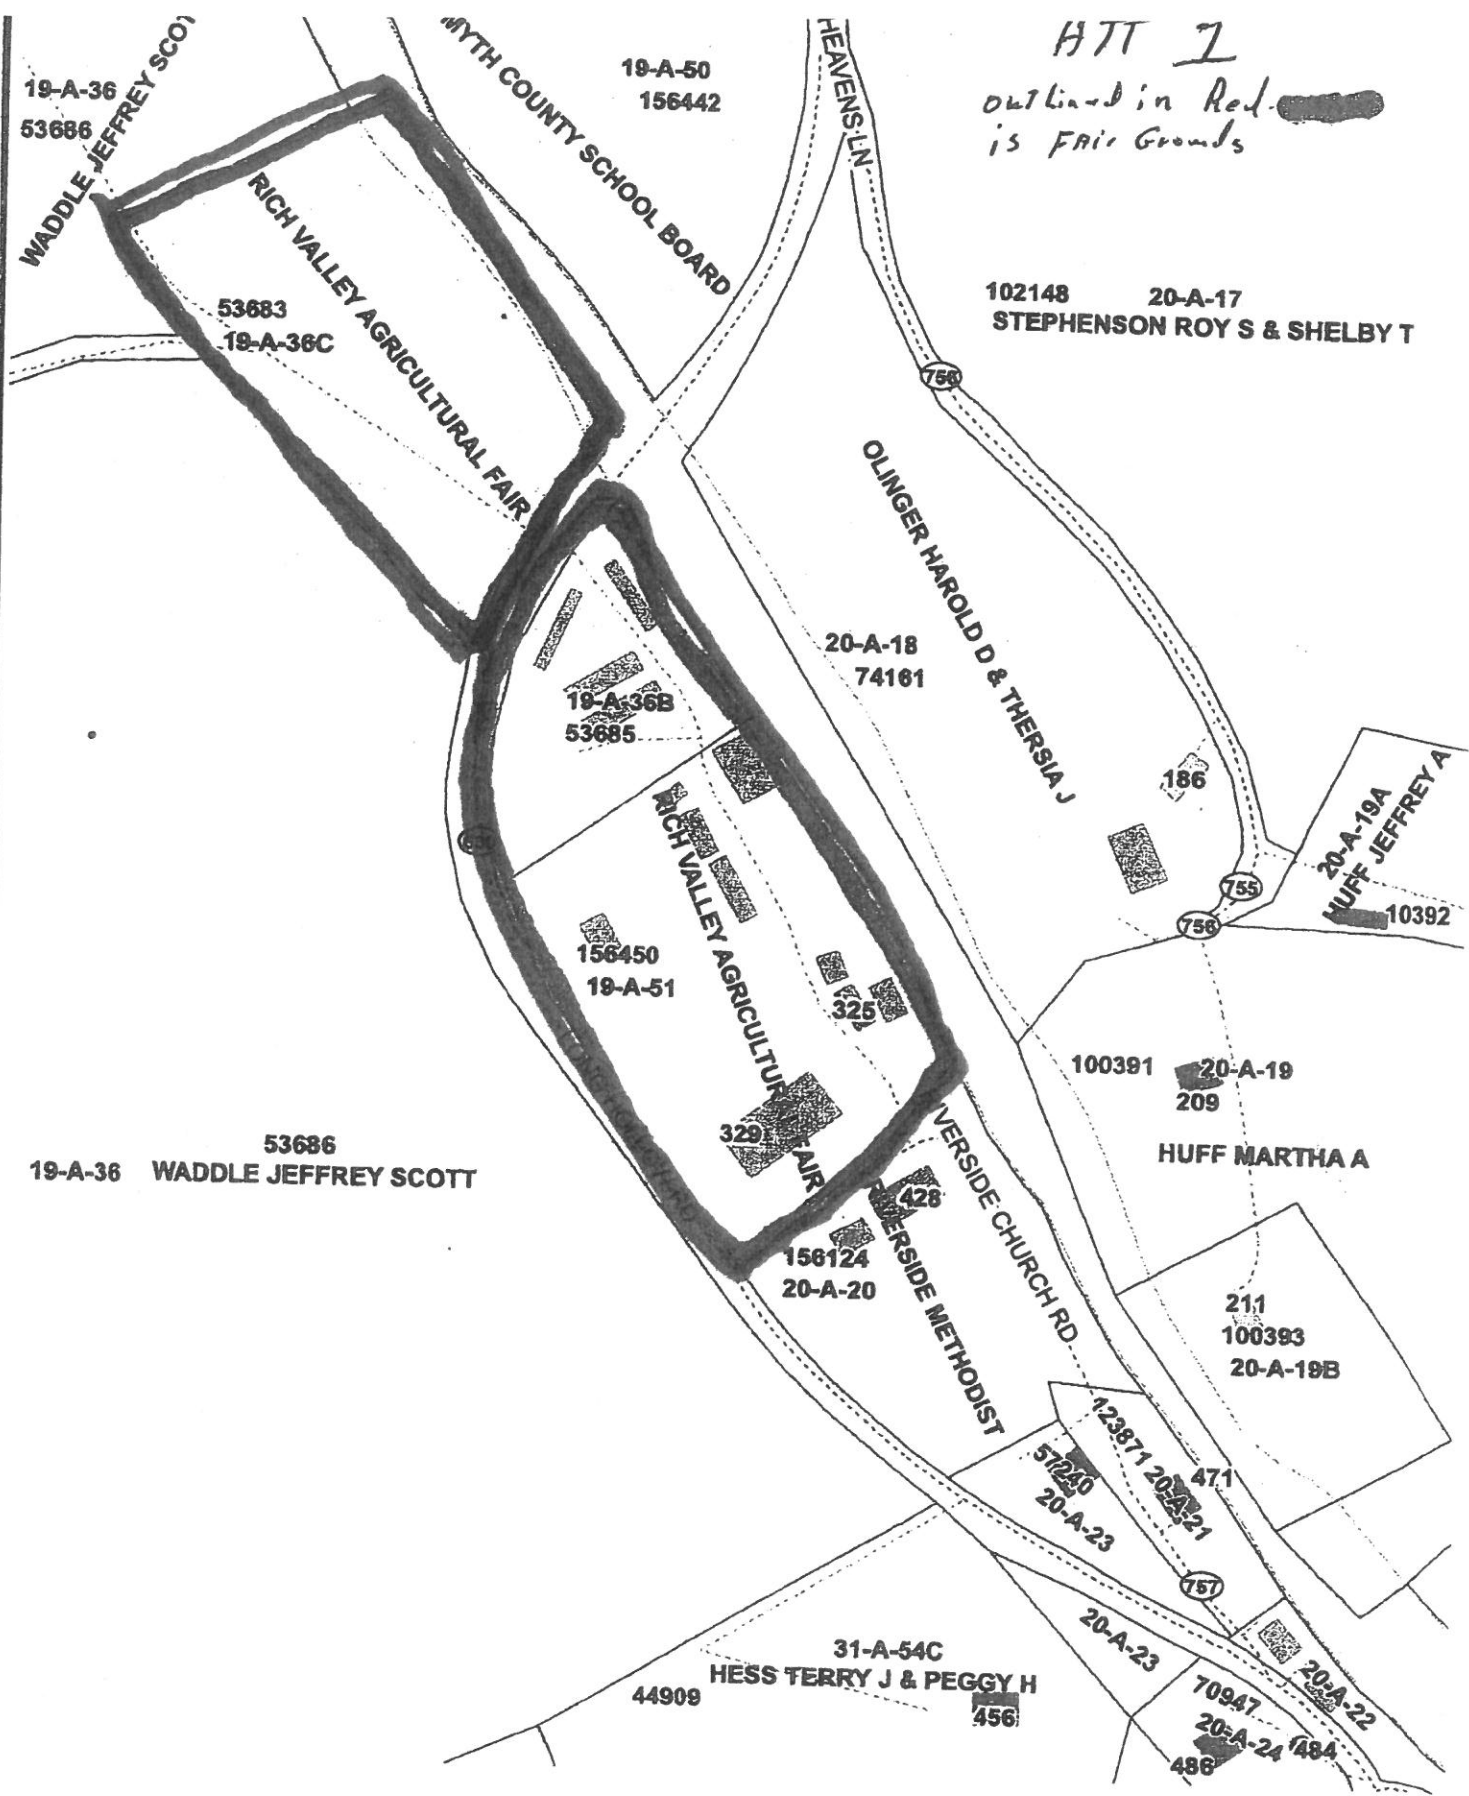 ATT 1
outlined in Red
is Fair Grounds
19-A-36
53686
WADDLE JEFFREY SCOT
MYTH COUNTY SCHOOL BOARD
19-A-50
156442
HEAVENS LN
RICH VALLEY AGRICULTURAL FAIR
53683
19-A-36C
102148
20-A-17
STEPHENSON ROY S & SHELBY T
756
OLINGER HAROLD D & THERSIA J
20-A-18
74161
19-A-36B
53685
186
20-A-19A
HUFF JEFFREY A
10392
755
756
RICH VALLEY AGRICULTURAL FAIR
156450
19-A-51
325
329
100391
20-A-19
209
HUFF MARTHA A
53686
19-A-36 WADDLE JEFFREY SCOTT
RIVERSIDE CHURCH RD
428
RIVERSIDE METHODIST
156124
20-A-20
211
100393
20-A-19B
123871
20-A-21
471
57240
20-A-23
757
20-A-23
31-A-54C
HESS TERRY J & PEGGY H
44909
456
20-A-22
70947
20-A-24
484
486